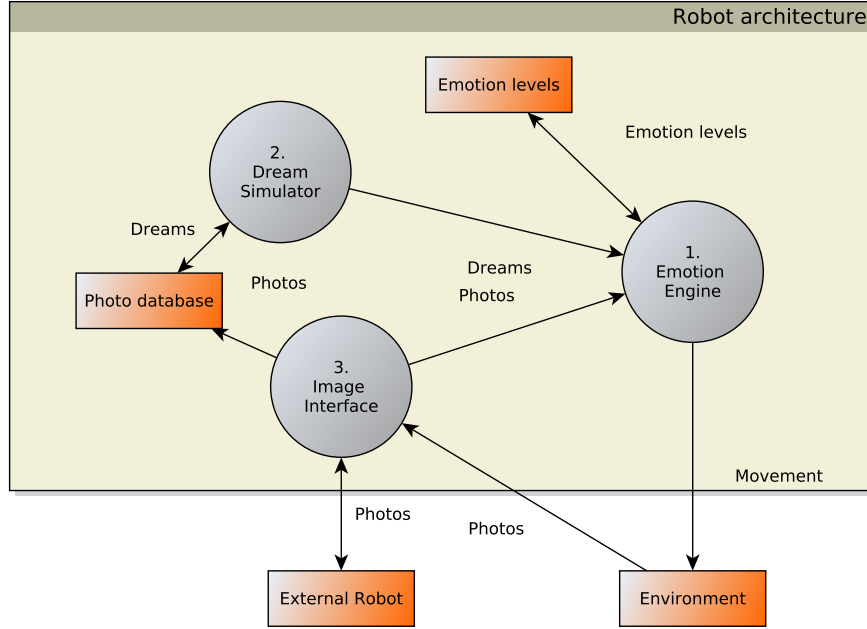 Robot architecture
Emotion levels
Emotion levels
2.
Dream
Simulator
Dreams
1.
Emotion
Engine
Photo database
Photos
Dreams
Photos
3.
Image
Interface
Movement
Photos
Photos
External Robot
Environment